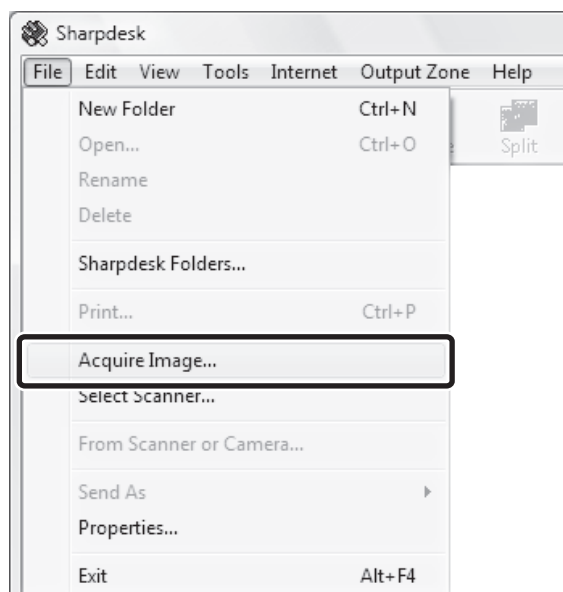 Sharpdesk
File Edit View Tools Internet Output Zone Help
New Folder Ctrl+N
Open... Ctrl+O
Split
Rename
Delete
Sharpdesk Folders...
Print... Ctrl+P
Acquire Image...
Select Scanner...
From Scanner or Camera...
Send As
Properties...
Exit Alt+F4